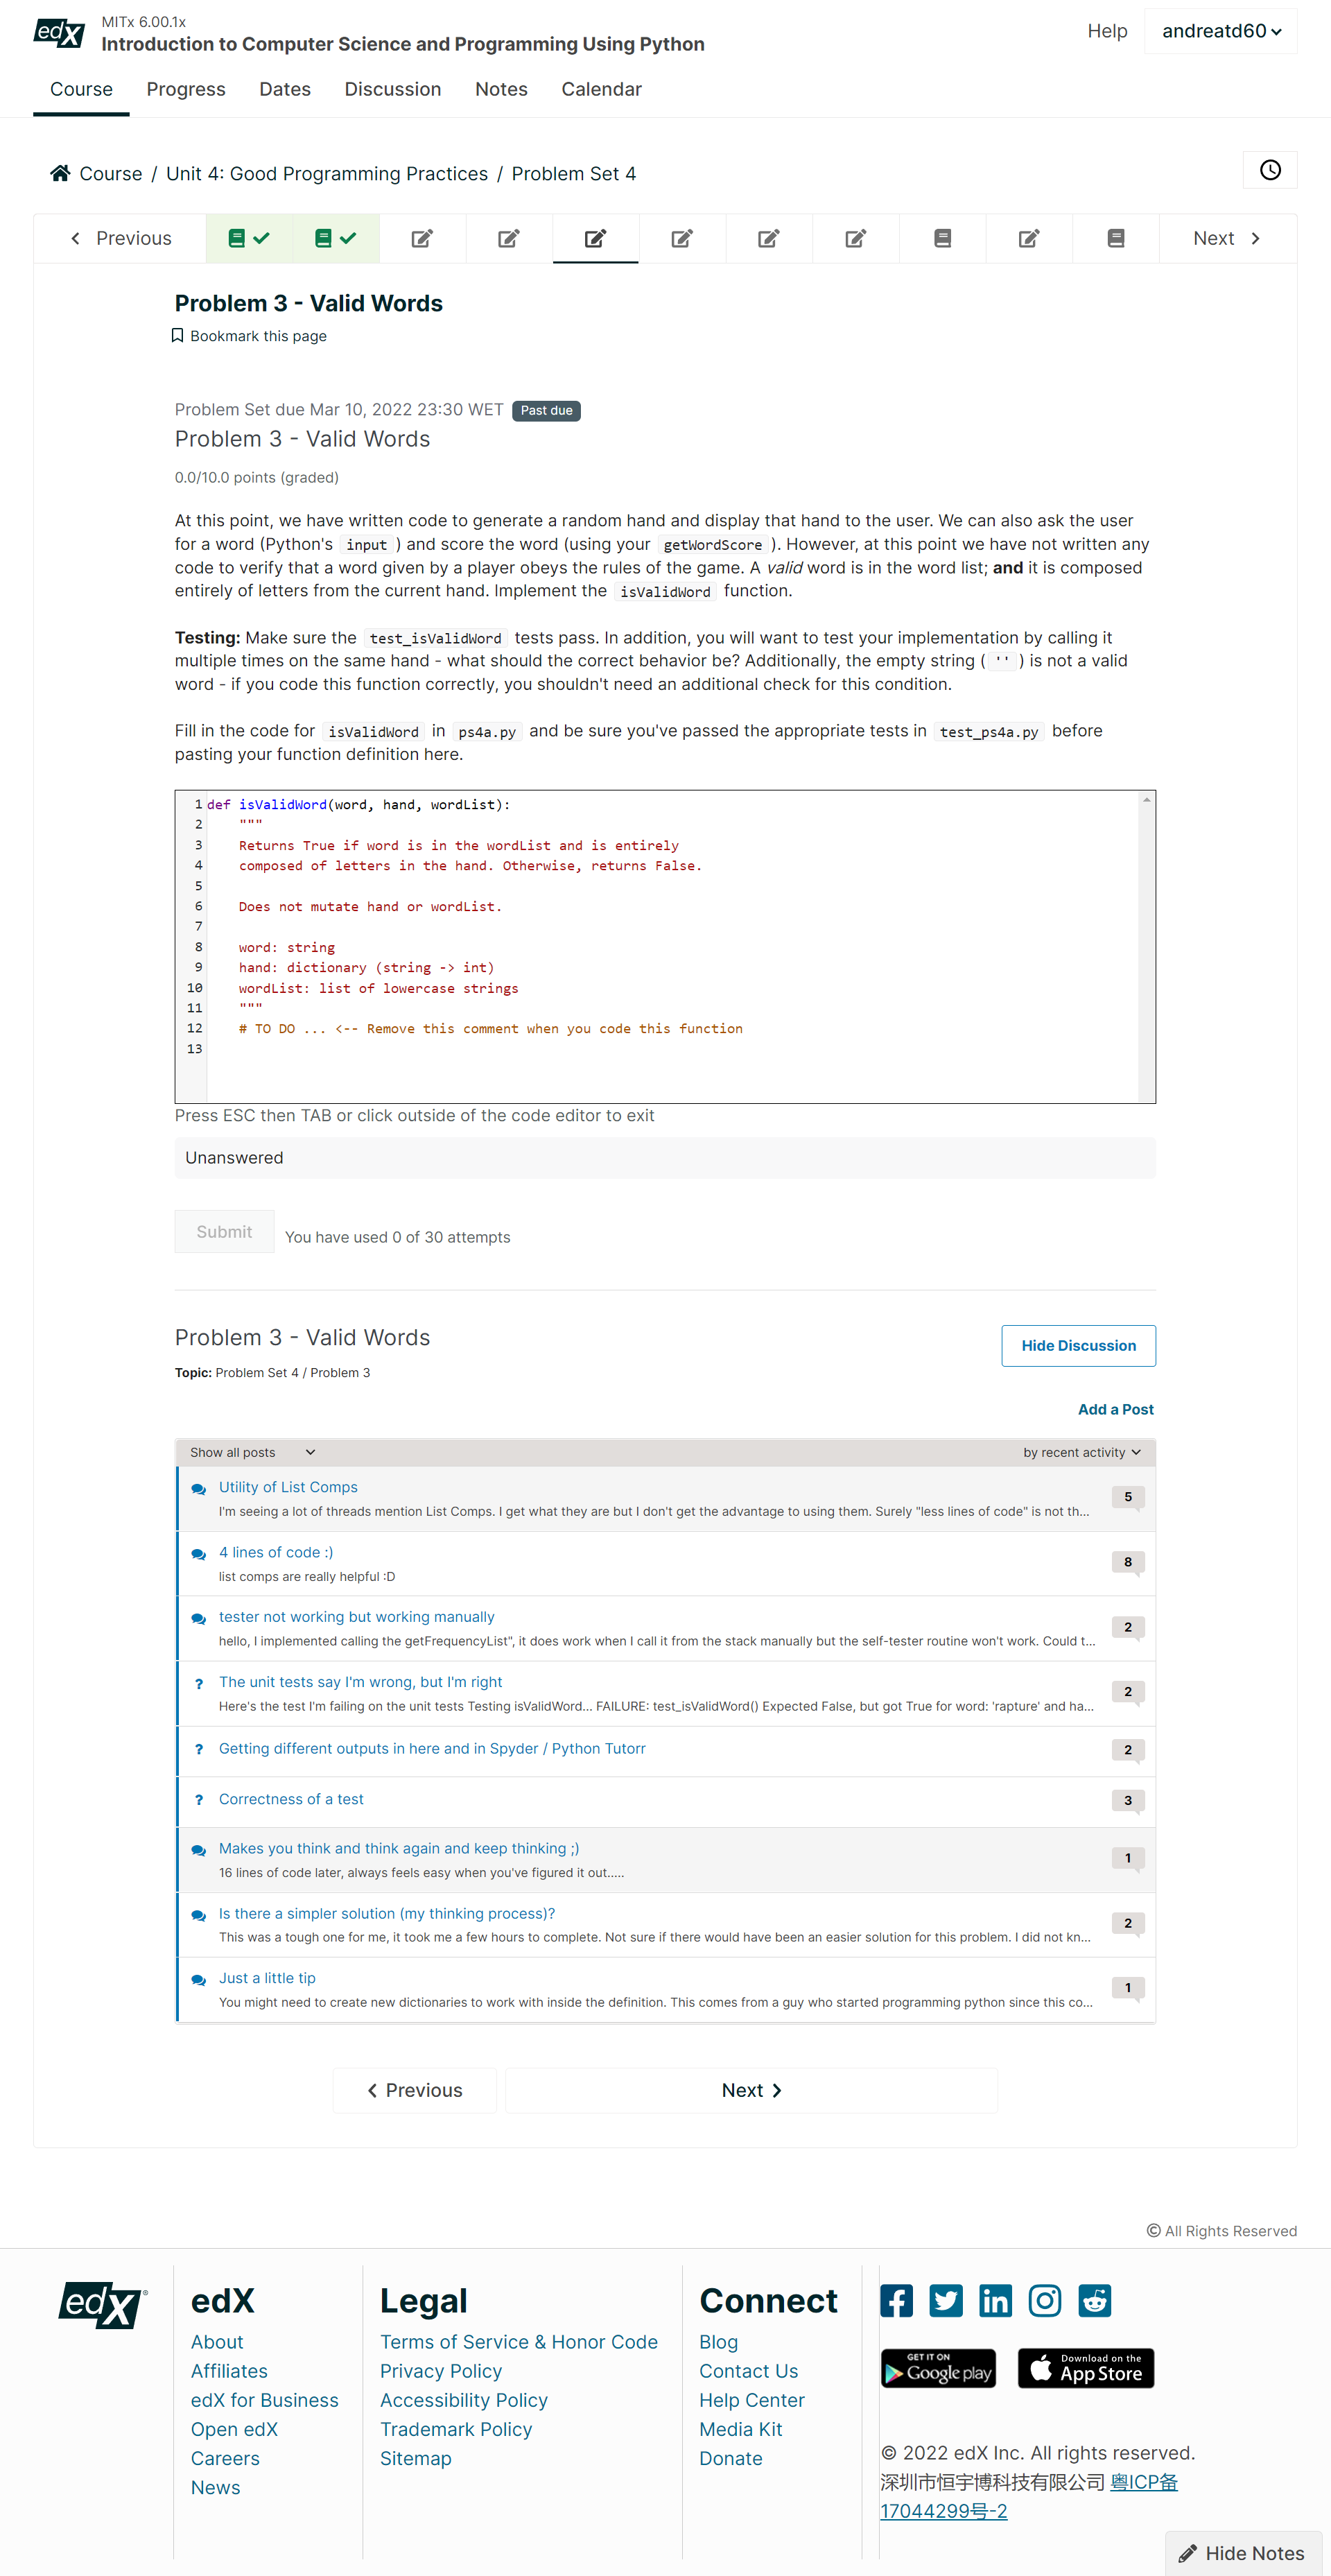 edX
MITx 6.00.1x
Introduction to Computer Science and Programming Using Python
Help
andreatd60
Course
Progress
Dates
Discussion
Notes
Calendar
Course / Unit 4: Good Programming Practices / Problem Set 4
Previous
Next
Problem 3 - Valid Words
Bookmark this page
Problem Set due Mar 10, 2022 23:30 WET Past due
Problem 3 - Valid Words
0.0/10.0 points (graded)
At this point, we have written code to generate a random hand and display that hand to the user. We can also ask the user
for a word (Python's input ) and score the word (using your getWordScore ). However, at this point we have not written any
code to verify that a word given by a player obeys the rules of the game. A valid word is in the word list; and it is composed
entirely of letters from the current hand. Implement the isValidWord function.
Testing: Make sure the test_isValidWord tests pass. In addition, you will want to test your implementation by calling it
multiple times on the same hand - what should the correct behavior be? Additionally, the empty string ( '' ) is not a valid
word - if you code this function correctly, you shouldn't need an additional check for this condition.
Fill in the code for isValidWord in ps4a.py and be sure you've passed the appropriate tests in test_ps4a.py before
pasting your function definition here.
1 def isValidWord(word, hand, wordList):
2 """
3 Returns True if word is in the wordList and is entirely
4 composed of letters in the hand. Otherwise, returns False.
5
6 Does not mutate hand or wordList.
7
8 word: string
9 hand: dictionary (string -> int)
10 wordList: list of lowercase strings
11 """
12 # TO DO ... <-- Remove this comment when you code this function
13
Press ESC then TAB or click outside of the code editor to exit
Unanswered
Submit
You have used 0 of 30 attempts
Problem 3 - Valid Words
Hide Discussion
Topic: Problem Set 4 / Problem 3
Add a Post
Show all posts
by recent activity
Utility of List Comps
5
I'm seeing a lot of threads mention List Comps. I get what they are but I don't get the advantage to using them. Surely "less lines of code" is not th...
4 lines of code :)
8
list comps are really helpful :D
tester not working but working manually
2
hello, I implemented calling the getFrequencyList", it does work when I call it from the stack manually but the self-tester routine won't work. Could t...
? The unit tests say I'm wrong, but I'm right
2
Here's the test I'm failing on the unit tests Testing isValidWord... FAILURE: test_isValidWord() Expected False, but got True for word: 'rapture' and ha...
? Getting different outputs in here and in Spyder / Python Tutorr
2
? Correctness of a test
3
Makes you think and think again and keep thinking ;)
1
16 lines of code later, always feels easy when you've figured it out.....
Is there a simpler solution (my thinking process)?
2
This was a tough one for me, it took me a few hours to complete. Not sure if there would have been an easier solution for this problem. I did not kn...
Just a little tip
1
You might need to create new dictionaries to work with inside the definition. This comes from a guy who started programming python since this co...
Previous
Next
© All Rights Reserved
edX®
edX
About
Affiliates
edX for Business
Open edX
Careers
News
Legal
Terms of Service & Honor Code
Privacy Policy
Accessibility Policy
Trademark Policy
Sitemap
Connect
Blog
Contact Us
Help Center
Media Kit
Donate
GET IT ON
Google play
Download on the
App Store
© 2022 edX Inc. All rights reserved.
深圳市恒宇博科技有限公司 粤ICP备
17044299号-2
Hide Notes